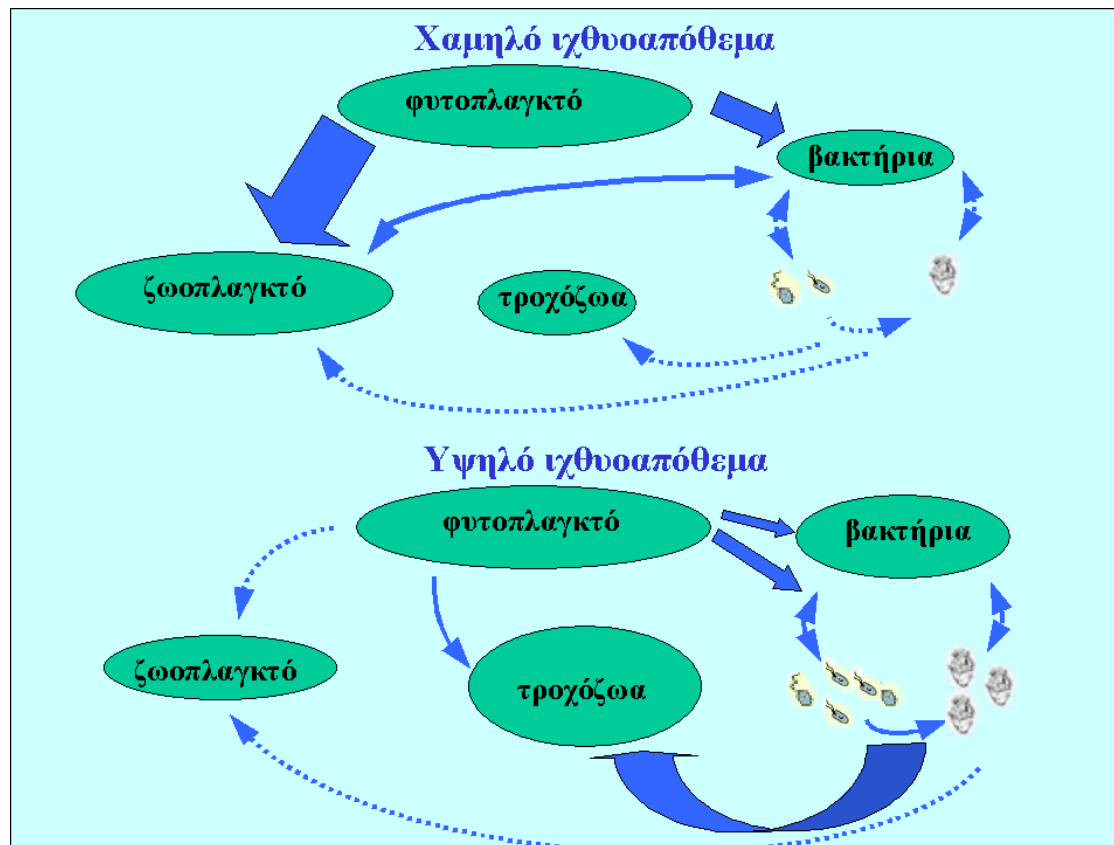 Χαμηλό ιχθυοαπόθεμα
φυτοπλαγκτό
βακτήρια
ζωοπλαγκτό
τροχόζωα
Υψηλό ιχθυοαπόθεμα
φυτοπλαγκτό
βακτήρια
ζωοπλαγκτό
τροχόζωα